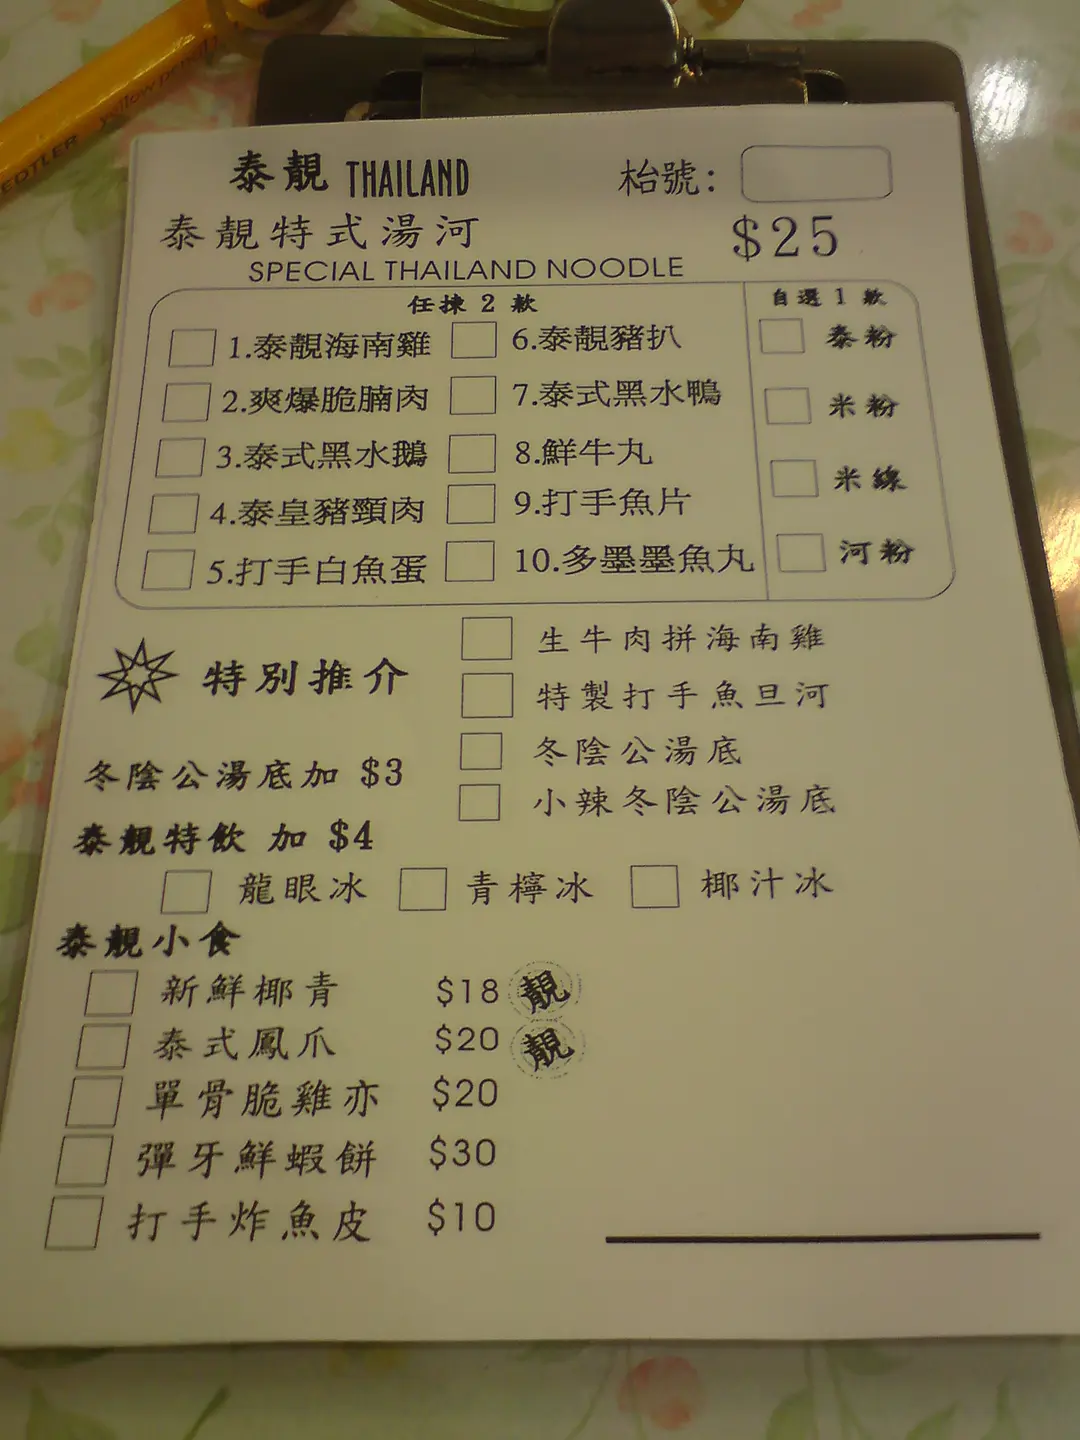 STAEDTLER yellow pencil
泰靚 THAILAND 枱號：
泰靚特式湯河 $25
SPECIAL THAILAND NOODLE
任揀 2 款 自選 1 款
1.泰靚海南雞 6.泰靚豬扒 泰粉
2.爽爆脆腩肉 7.泰式黑水鴨 米粉
3.泰式黑水鵝 8.鮮牛丸 米線
4.泰皇豬頸肉 9.打手魚片
5.打手白魚蛋 10.多墨墨魚丸 河粉
特別推介
生牛肉拼海南雞
特製打手魚旦河
冬陰公湯底
小辣冬陰公湯底
冬陰公湯底加 $3
泰靚特飲 加 $4
龍眼冰 青檸冰 椰汁冰
泰靚小食
新鮮椰青 $18 靚
泰式鳳爪 $20 靚
單骨脆雞亦 $20
彈牙鮮蝦餅 $30
打手炸魚皮 $10